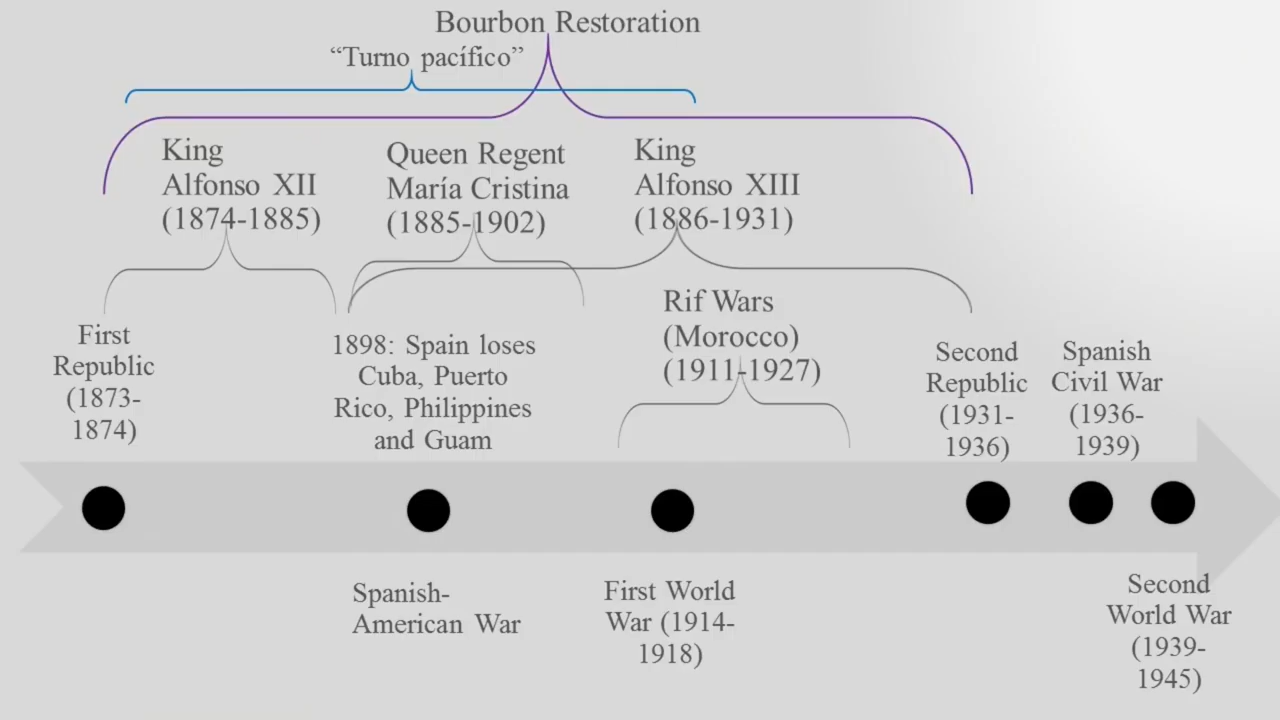 Bourbon Restoration
“Turno pacífico”
King
Alfonso XII
(1874-1885)
Queen Regent
María Cristina
(1885-1902)
King
Alfonso XIII
(1886-1931)
Rif Wars
(Morocco)
(1911-1927)
First
Republic
(1873-
1874)
1898: Spain loses
Cuba, Puerto
Rico, Philippines
and Guam
Second
Republic
(1931-
1936)
Spanish
Civil War
(1936-
1939)
Spanish-
American War
First World
War (1914-
1918)
Second
World War
(1939-
1945)